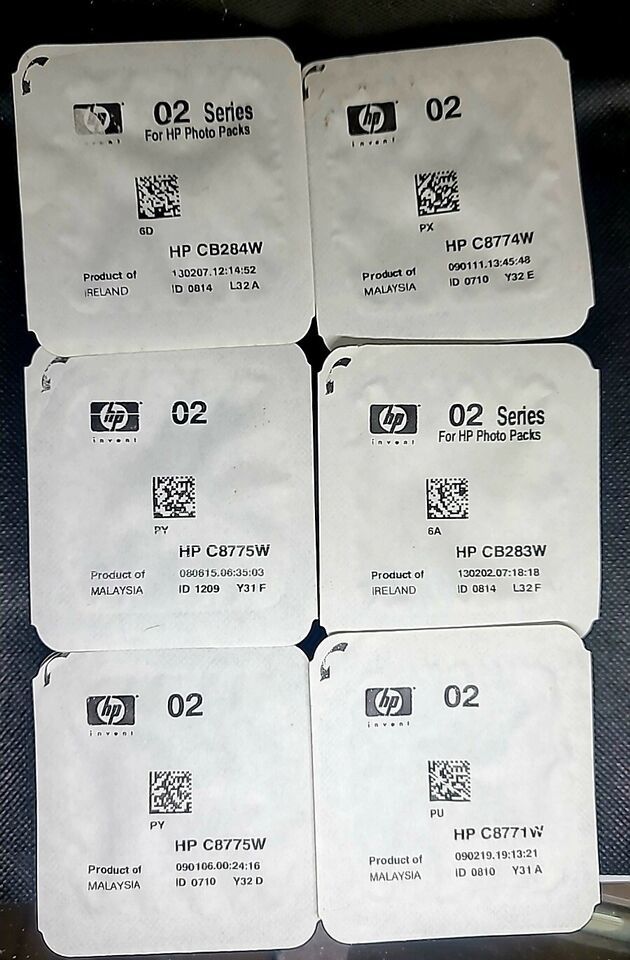 hp
invent
02 Series
For HP Photo Packs
6D
HP CB284W
Product of
IRELAND
130207.12:14:52
ID 0814 L32 A
hp
invent
02
PX
HP C8774W
Product of
MALAYSIA
090111.13:45:48
ID 0710 Y32 E
hp
invent
02
PY
HP C8775W
Product of
MALAYSIA
080615.06:35:03
ID 1209 Y31 F
hp
invent
02 Series
For HP Photo Packs
6A
HP CB283W
Product of
IRELAND
130202.07:18:18
ID 0814 L32 F
hp
invent
02
PY
HP C8775W
Product of
MALAYSIA
090106.00:24:16
ID 0710 Y32 D
hp
invent
02
PU
HP C8771W
Product of
MALAYSIA
090219.19:13:21
ID 0810 Y31 A